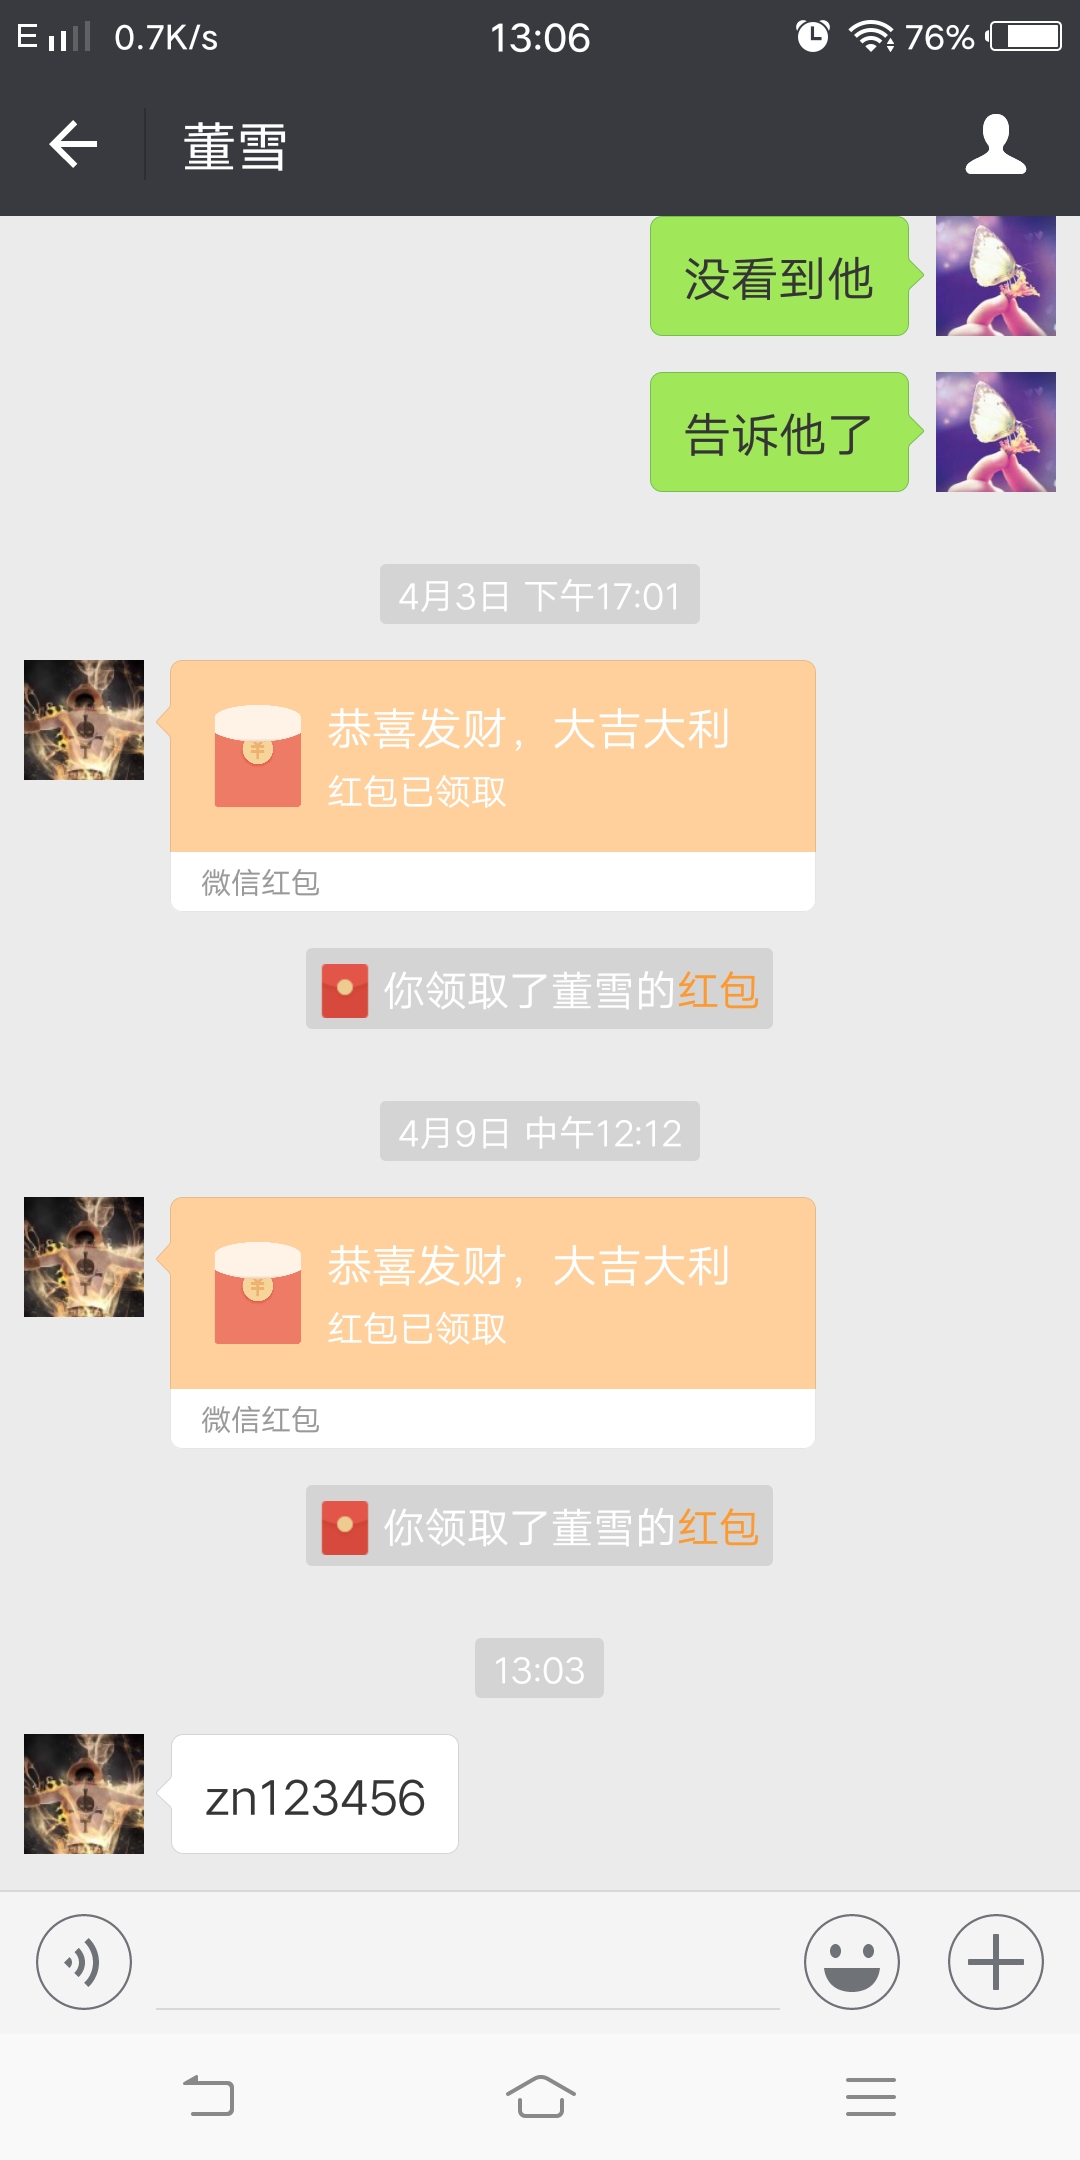 E 0.7K/s 13:06 76%
董雪
没看到他
告诉他了
4月3日 下午17:01
恭喜发财，大吉大利
红包已领取
微信红包
你领取了董雪的红包
4月9日 中午12:12
恭喜发财，大吉大利
红包已领取
微信红包
你领取了董雪的红包
13:03
zn123456